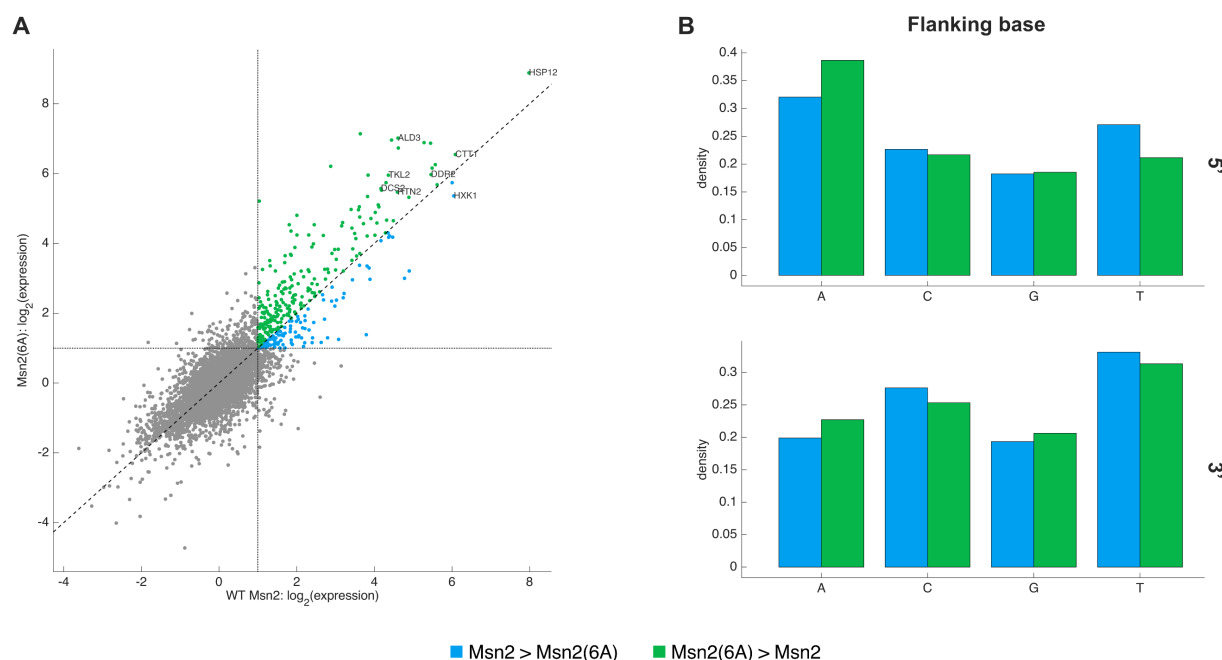 A
B
Flanking base
HSP12
ALD3
CTT1
TKL2
DDR2
DCS2
HXK1
8
6
4
2
0
-2
-4
-4
-2
0
2
4
6
8
Msn2(6A): log2(expression)
WT Msn2: log2(expression)
0.4
0.35
0.3
0.25
0.2
0.15
0.1
0.05
0
density
A
C
G
T
5'
0.3
0.25
0.2
0.15
0.1
0.05
0
density
A
C
G
T
3'
Msn2 > Msn2(6A)
Msn2(6A) > Msn2